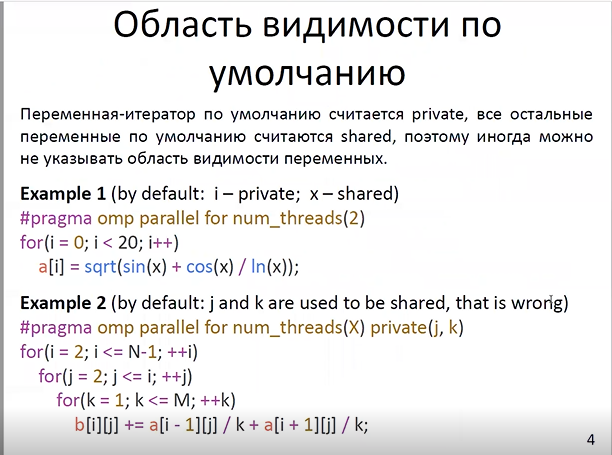 Область видимости по
умолчанию
Переменная-итератор по умолчанию считается private, все остальные
переменные по умолчанию считаются shared, поэтому иногда можно
не указывать область видимости переменных.
Example 1 (by default: i – private; x – shared)
#pragma omp parallel for num_threads(2)
for(i = 0; i < 20; i++)
a[i] = sqrt(sin(x) + cos(x) / ln(x));
Example 2 (by default: j and k are used to be shared, that is wrong)
#pragma omp parallel for num_threads(X) private(j, k)
for(i = 2; i <= N-1; ++i)
for(j = 2; j <= i; ++j)
for(k = 1; k <= M; ++k)
b[i][j] += a[i - 1][j] / k + a[i + 1][j] / k;
4